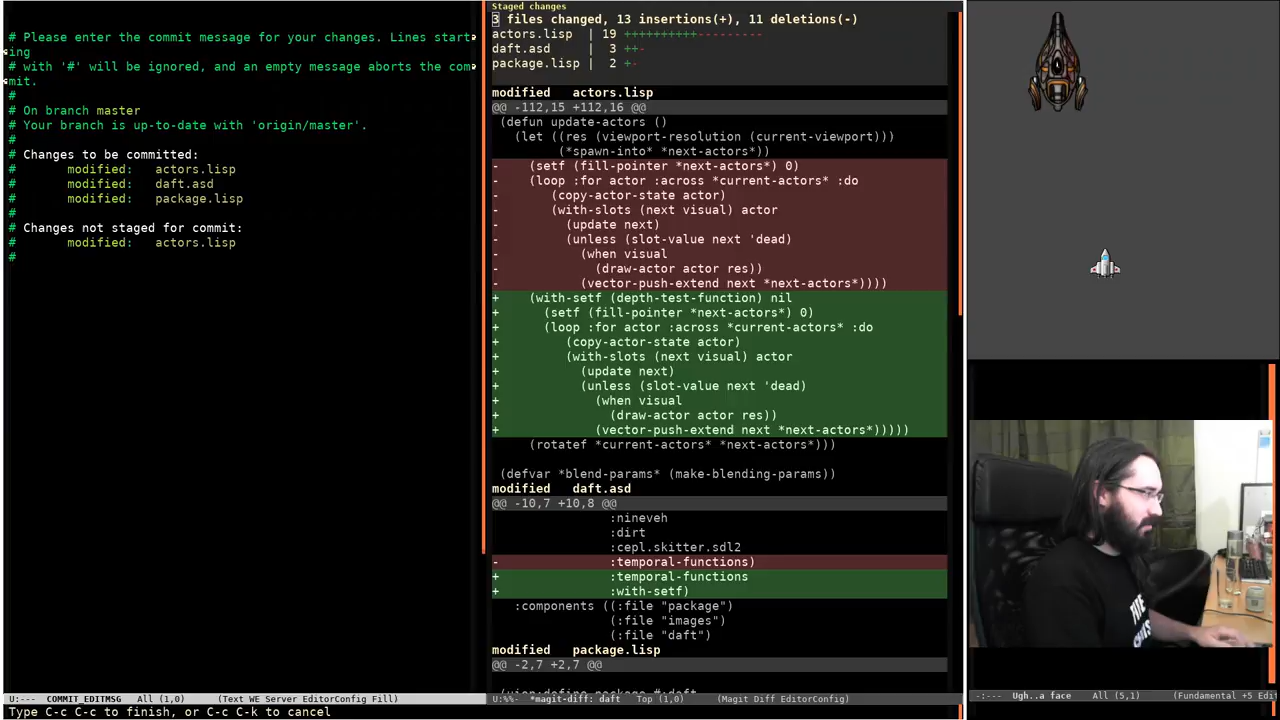 # Please enter the commit message for your changes. Lines start
ing
# with '#' will be ignored, and an empty message aborts the com
mit.
#
# On branch master
# Your branch is up-to-date with 'origin/master'.
#
# Changes to be committed:
#       modified:   actors.lisp
#       modified:   daft.asd
#       modified:   package.lisp
#
# Changes not staged for commit:
#       modified:   actors.lisp
#
U:---  COMMIT_EDITMSG   All (1,0)     (Text WE Server EditorConfig Fill)
Type C-c C-c to finish, or C-c C-k to cancel
Staged changes
3 files changed, 13 insertions(+), 11 deletions(-)
actors.lisp  | 19 ++++++++++---------
daft.asd     |  3 ++-
package.lisp |  2 +-
modified   actors.lisp
@@ -112,15 +112,16 @@
(defun update-actors ()
(let ((res (viewport-resolution (current-viewport)))
(*spawn-into* *next-actors*))
-    (setf (fill-pointer *next-actors*) 0)
-    (loop :for actor :across *current-actors* :do
-       (copy-actor-state actor)
-       (with-slots (next visual) actor
-         (update next)
-         (unless (slot-value next 'dead)
-           (when visual
-             (draw-actor actor res))
-           (vector-push-extend next *next-actors*))))
+    (with-setf (depth-test-function) nil
+      (setf (fill-pointer *next-actors*) 0)
+      (loop :for actor :across *current-actors* :do
+         (copy-actor-state actor)
+         (with-slots (next visual) actor
+           (update next)
+           (unless (slot-value next 'dead)
+             (when visual
+               (draw-actor actor res))
+             (vector-push-extend next *next-actors*)))))
(rotatef *current-actors* *next-actors*)))
(defvar *blend-params* (make-blending-params))
modified   daft.asd
@@ -10,7 +10,8 @@
:nineveh
:dirt
:cepl.skitter.sdl2
-               :temporal-functions)
+               :temporal-functions
+               :with-setf)
:components ((:file "package")
(:file "images")
(:file "daft")
modified   package.lisp
@@ -2,7 +2,7 @@
U:%%-  *magit-diff: daft   Top (1,0)      (Magit Diff EditorConfig)
-:---  Ugh..a face   All (5,1)      (Fundamental +5 Edi